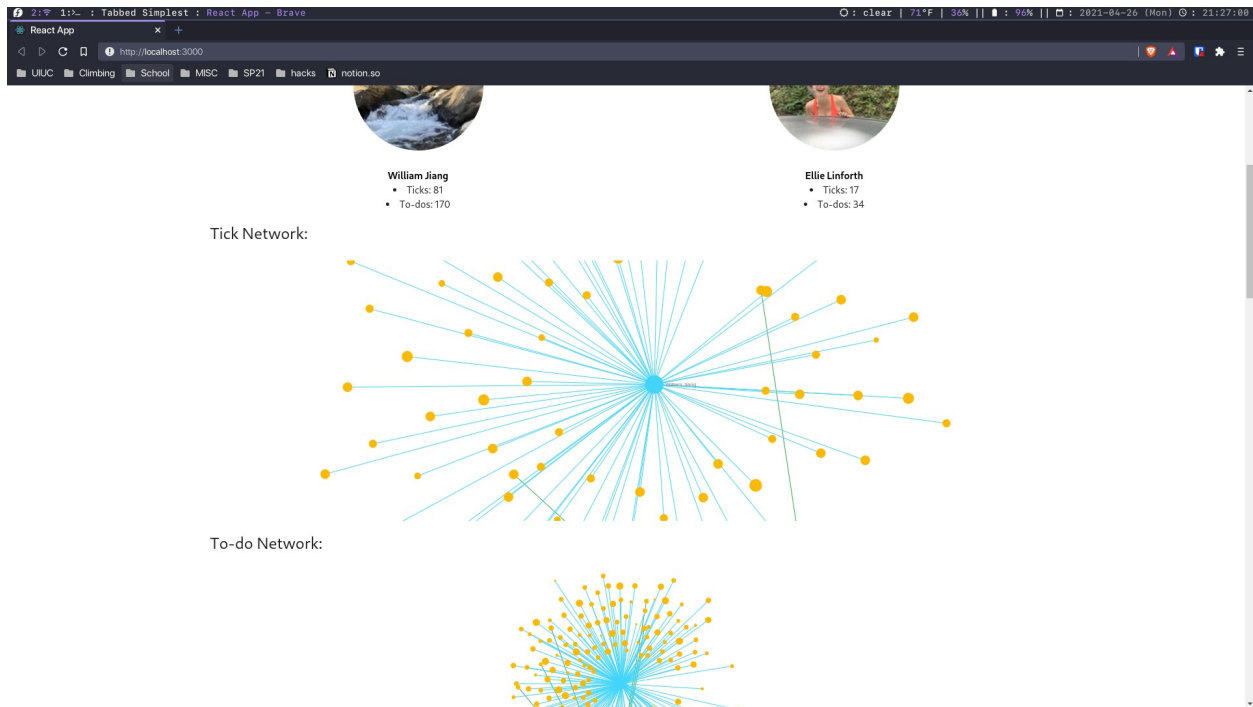 2: 1:>_ : Tabbed Simplest : React App – Brave
: clear | 71°F | 36% || : 96% || : 2021-04-26 (Mon) : 21:27:00
React App × +
http://localhost:3000
UIUC Climbing School MISC SP21 hacks notion.so
William Jiang
• Ticks: 81
• To-dos: 170
Ellie Linforth
• Ticks: 17
• To-dos: 34
Tick Network:
To-do Network: